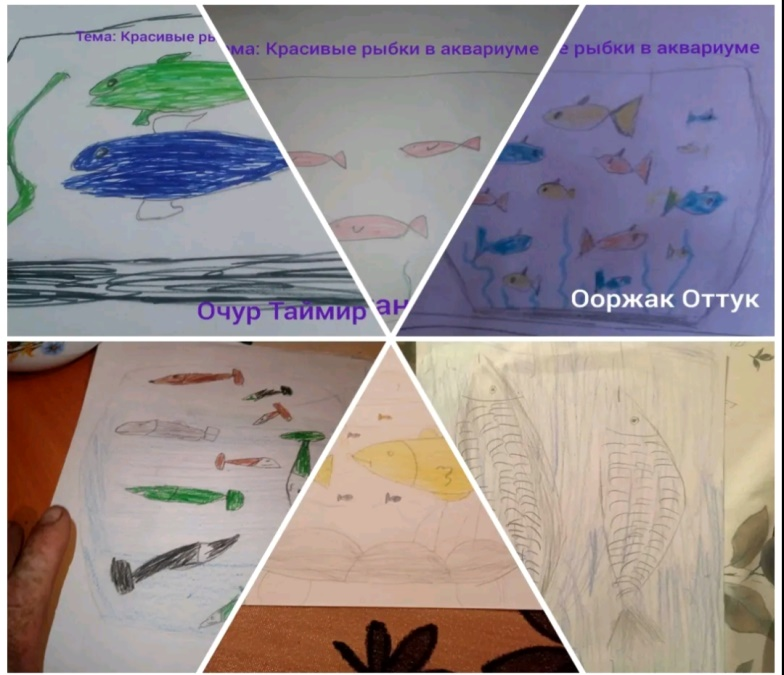 Тема: Красивые ры
ма: Красивые рыбки в аквариуме
е рыбки в аквариуме
Очур Таймир
ан
Ооржак Оттук